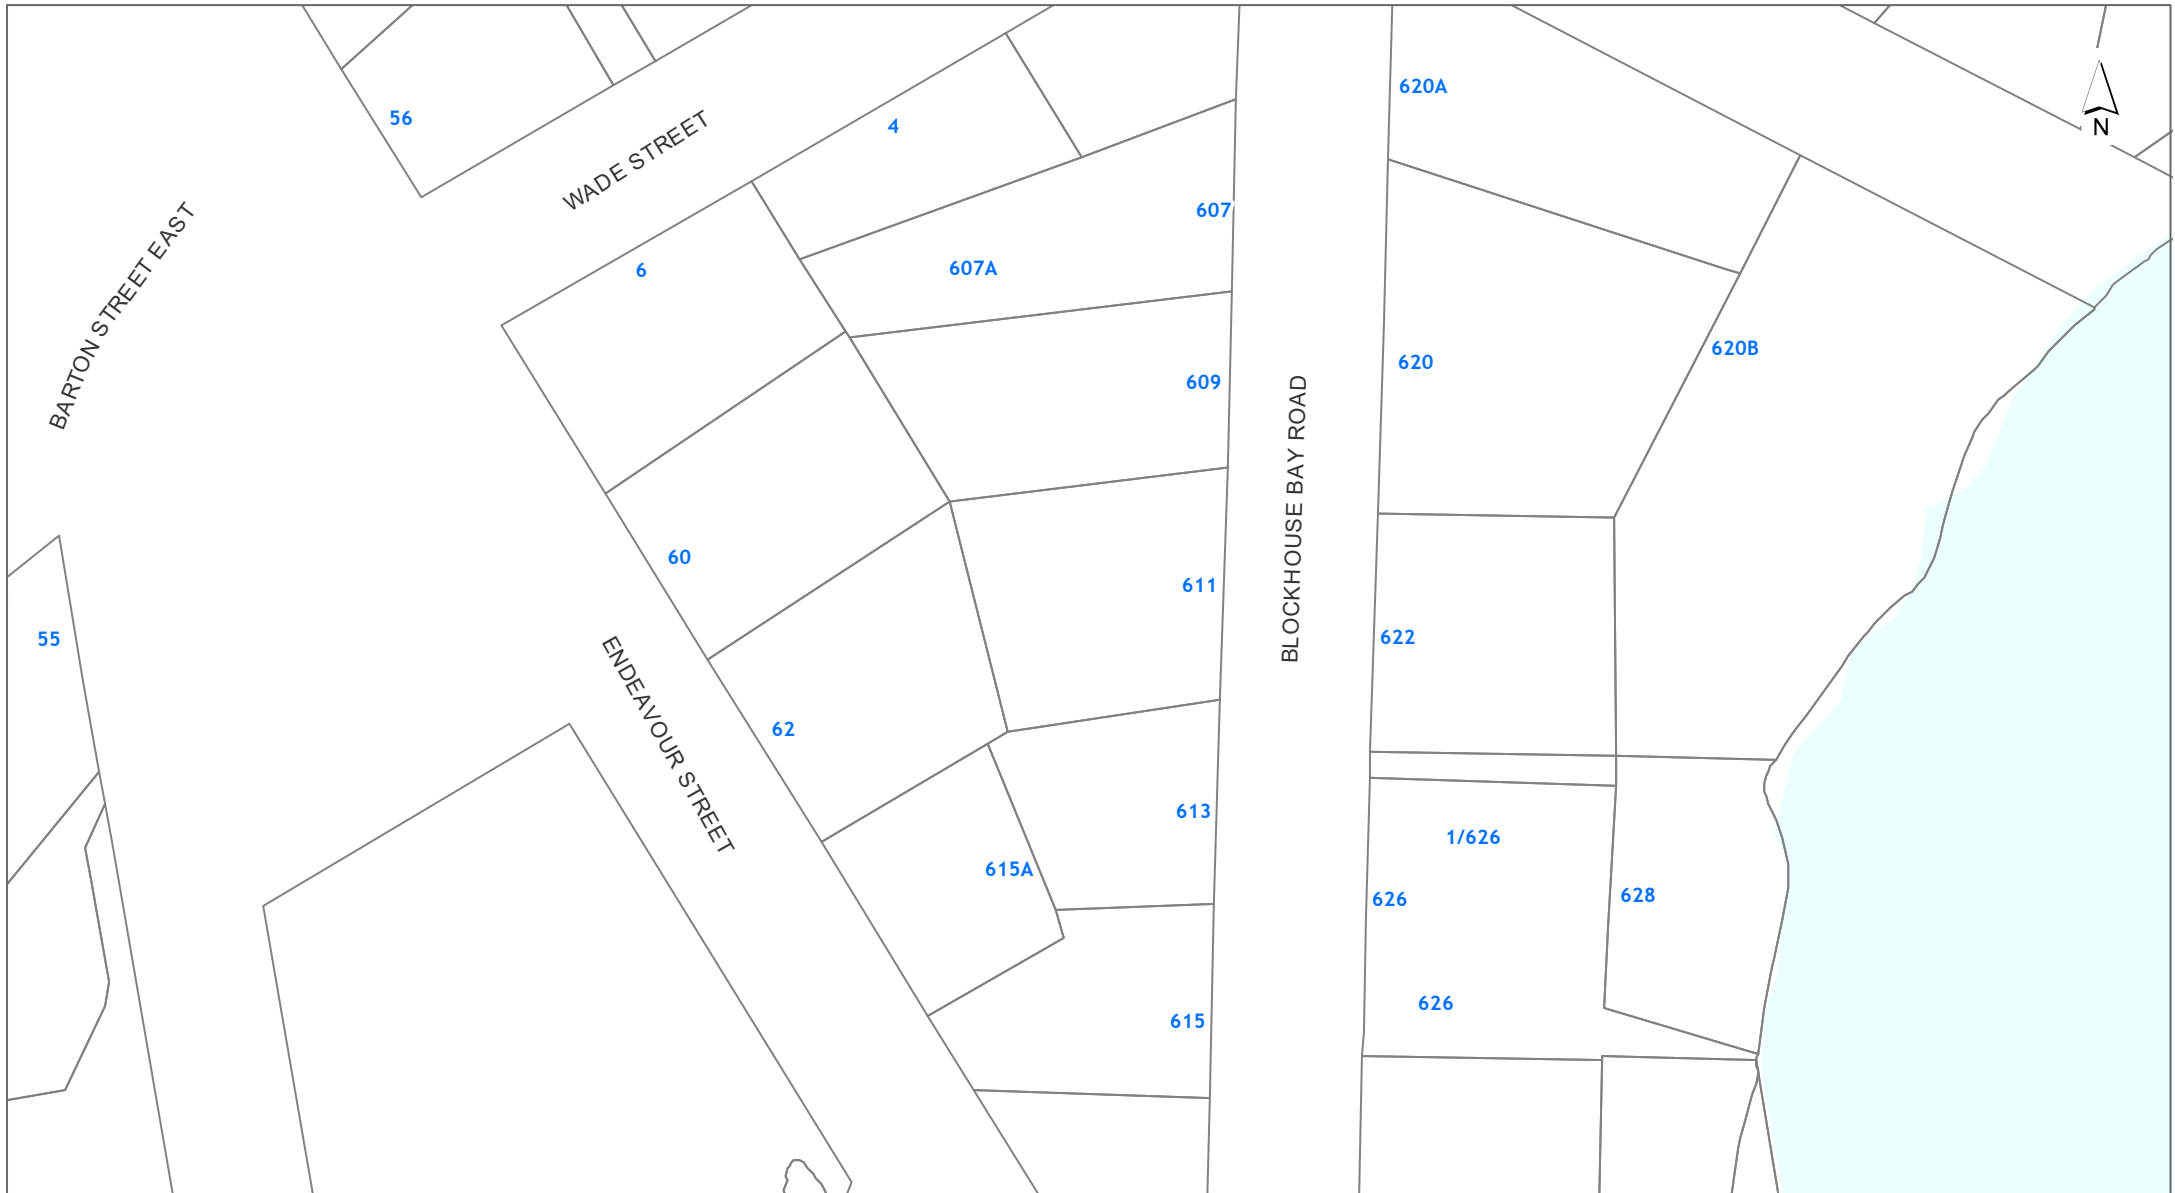 620A
56
4
N
WADE STREET
607
BARTON STREET EAST
6
607A
620B
620
609
BLOCKHOUSE BAY ROAD
60
611
55
622
ENDEAVOUR STREET
62
613
1/626
615A
628
626
626
615